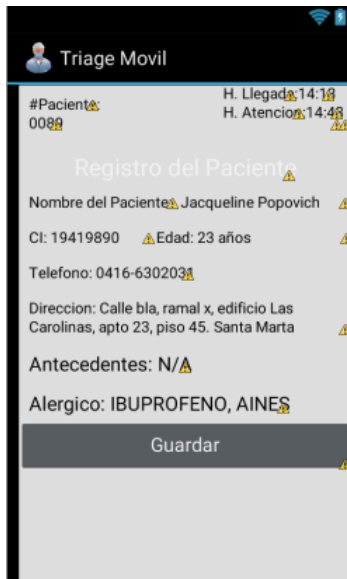 Triage Movil
#Paciente:
0089
H. Llegada:14:13
H. Atencion:14:43
Registro del Paciente
Nombre del Paciente: Jacqueline Popovich
CI: 19419890 Edad: 23 años
Telefono: 0416-6302031
Direccion: Calle bla, ramal x, edificio Las
Carolinas, apto 23, piso 45. Santa Marta
Antecedentes: N/A
Alergico: IBUPROFENO, AINES
Guardar